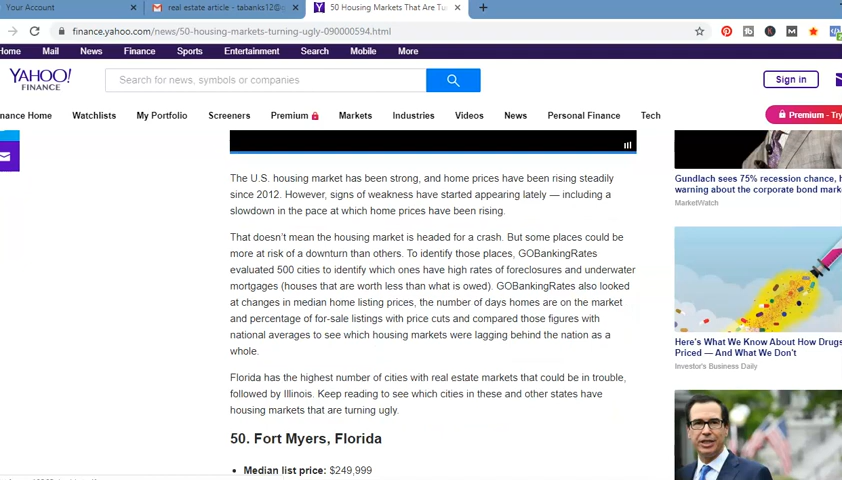 Your Account
real estate article - tabanks12@
50 Housing Markets That Are Tu
finance.yahoo.com/news/50-housing-markets-turning-ugly-090000594.html
Home Mail News Finance Sports Entertainment Search Mobile More
YAHOO!
FINANCE
Search for news, symbols or companies
Sign in
nance Home Watchlists My Portfolio Screeners Premium Markets Industries Videos News Personal Finance Tech
Premium - Try
The U.S. housing market has been strong, and home prices have been rising steadily
since 2012. However, signs of weakness have started appearing lately — including a
slowdown in the pace at which home prices have been rising.
That doesn't mean the housing market is headed for a crash. But some places could be
more at risk of a downturn than others. To identify those places, GOBankingRates
evaluated 500 cities to identify which ones have high rates of foreclosures and underwater
mortgages (houses that are worth less than what is owed). GOBankingRates also looked
at changes in median home listing prices, the number of days homes are on the market
and percentage of for-sale listings with price cuts and compared those figures with
national averages to see which housing markets were lagging behind the nation as a
whole.
Florida has the highest number of cities with real estate markets that could be in trouble,
followed by Illinois. Keep reading to see which cities in these and other states have
housing markets that are turning ugly.
50. Fort Myers, Florida
• Median list price: $249,999
Gundlach sees 75% recession chance, h
warning about the corporate bond mark
MarketWatch
Here's What We Know About How Drugs
Priced — And What We Don't
Investor's Business Daily